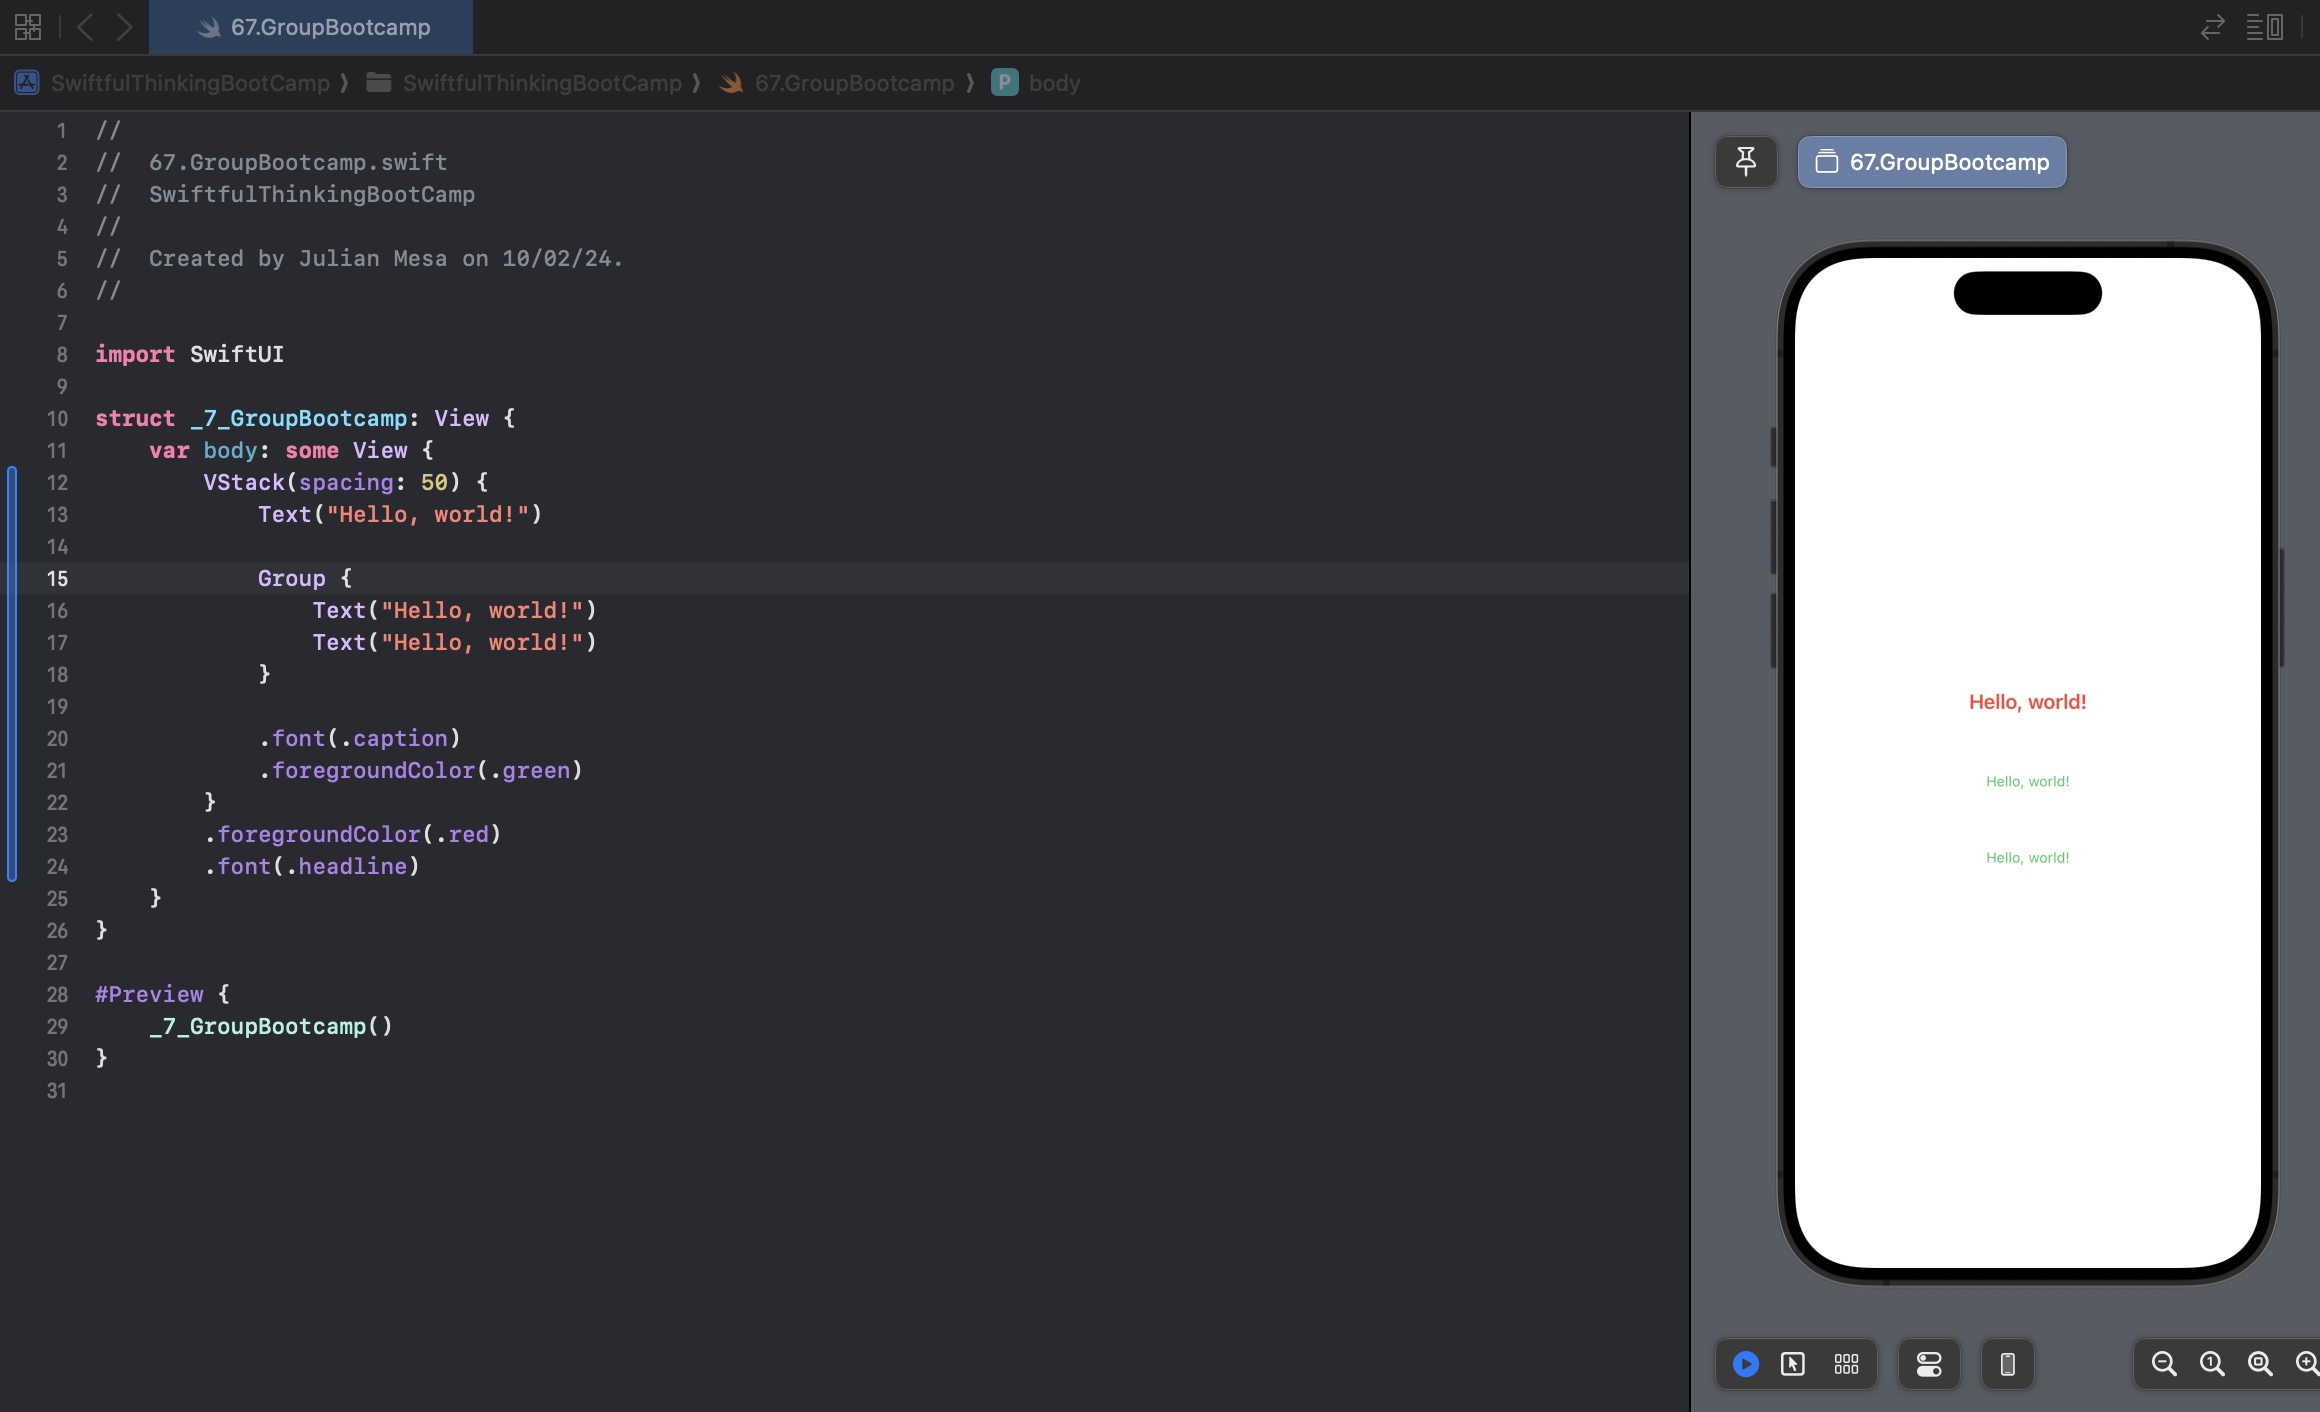 67.GroupBootcamp
SwiftfulThinkingBootCamp ❭ SwiftfulThinkingBootCamp ❭ 67.GroupBootcamp ❭ P body
1 //
2 //  67.GroupBootcamp.swift
3 //  SwiftfulThinkingBootCamp
4 //
5 //  Created by Julian Mesa on 10/02/24.
6 //
7
8 import SwiftUI
9
10 struct _7_GroupBootcamp: View {
11     var body: some View {
12         VStack(spacing: 50) {
13             Text("Hello, world!")
14
15             Group {
16                 Text("Hello, world!")
17                 Text("Hello, world!")
18             }
19
20             .font(.caption)
21             .foregroundColor(.green)
22         }
23         .foregroundColor(.red)
24         .font(.headline)
25     }
26 }
27
28 #Preview {
29     _7_GroupBootcamp()
30 }
31
67.GroupBootcamp
Hello, world!
Hello, world!
Hello, world!